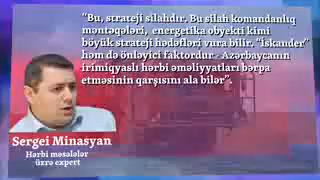 "Bu, strateji silahdır. Bu silah komandanlıq
məntəqələri, energetika obyekti kimi
böyük strateji hədəfləri vura bilir. "İskander"
həm də önləyici faktordur - Azərbaycanın
irimiqyaslı hərbi əməliyyatları bərpa
etməsinin qarşısını ala bilər".
Sergei Minasyan
Hərbi məsələlər
üzrə expert